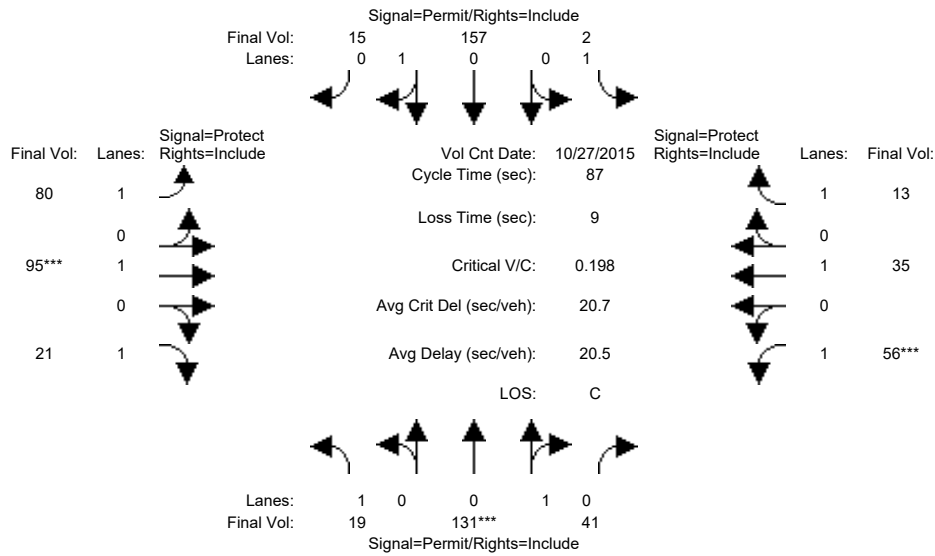 Signal=Permit/Rights=Include
Final Vol: 15 157 2
Lanes: 0 1 0 0 1
Signal=Protect Signal=Protect
Final Vol: Lanes: Rights=Include Vol Cnt Date: 10/27/2015 Rights=Include Lanes: Final Vol:
Cycle Time (sec): 87
80 1 1 13
Loss Time (sec): 9
0 0
95*** 1 Critical V/C: 0.198 1 35
0 Avg Crit Del (sec/veh): 20.7 0
21 1 Avg Delay (sec/veh): 20.5 1 56***
LOS: C
Lanes: 1 0 0 1 0
Final Vol: 19 131*** 41
Signal=Permit/Rights=Include